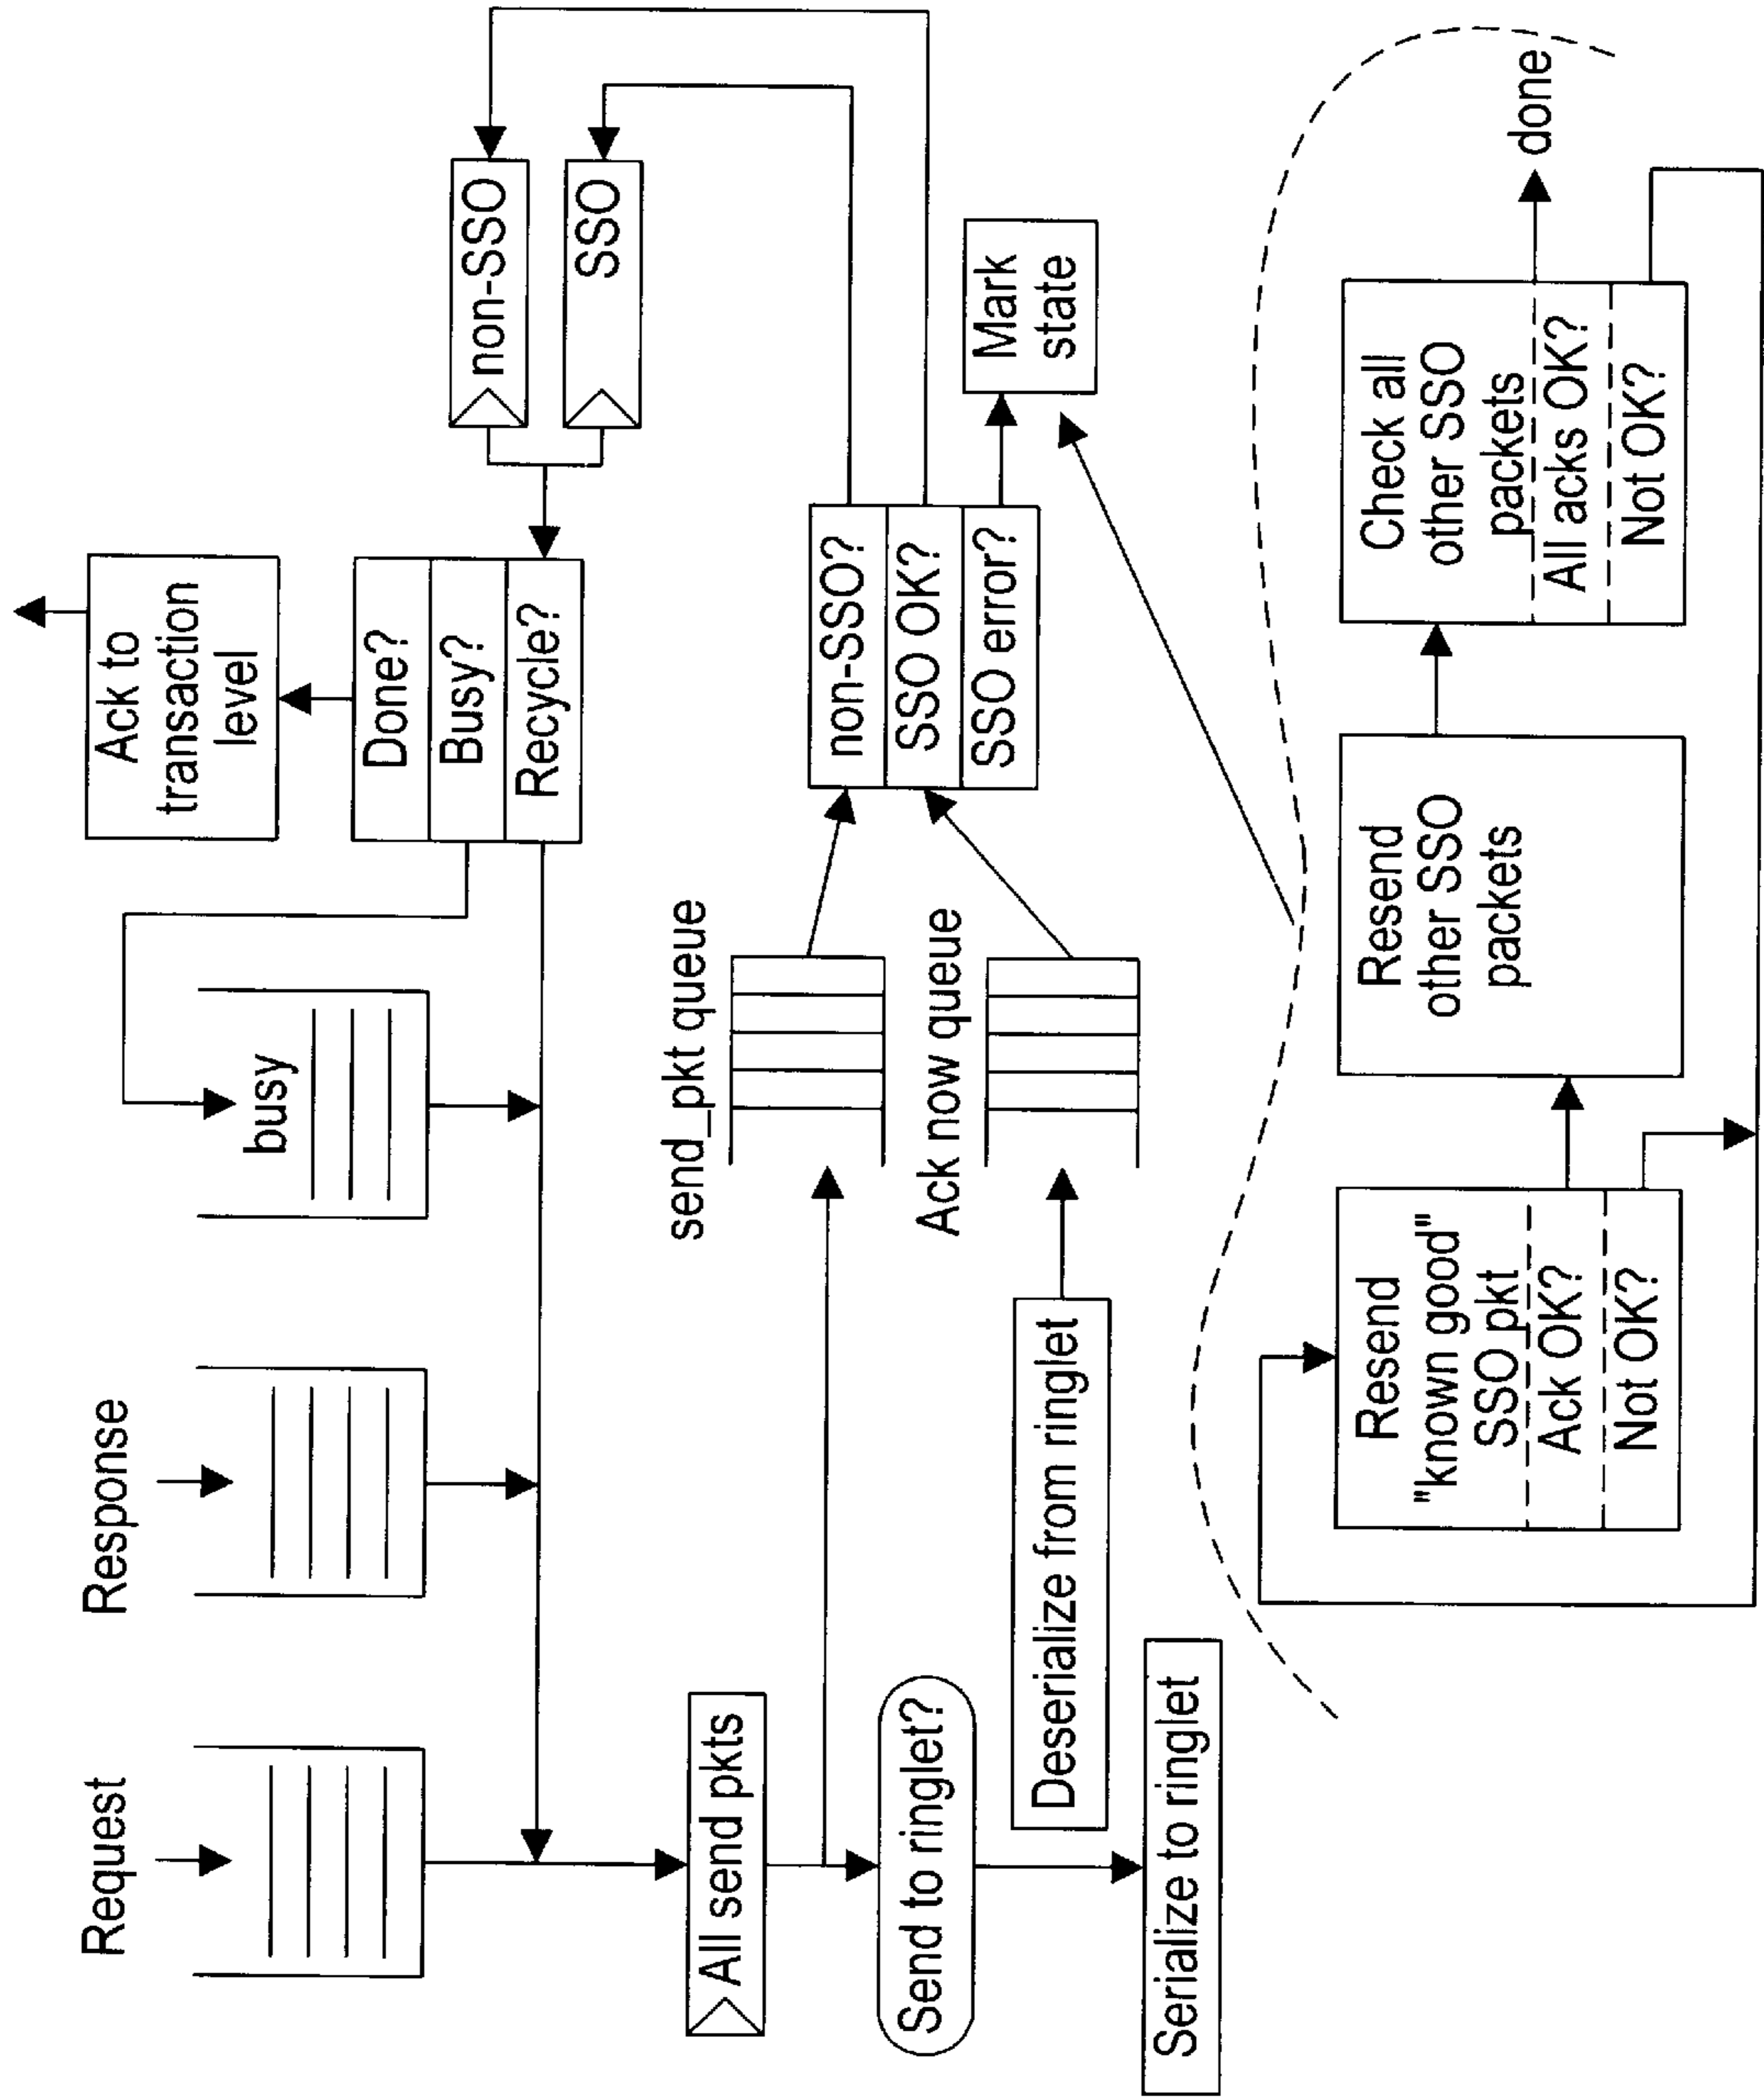 Request
Response
busy
Ack to
transaction
level
Done?
Busy?
Recycle?
non-SSO
SSO
All send pkts
send_pkt queue
Send to ringlet?
Ack now queue
non-SSO?
SSO OK?
SSO error?
Mark
state
Deserialize from ringlet
Serialize to ringlet
Resend
"known good"
SSO pkt
Ack OK?
Not OK?
Resend
other SSO
packets
Check all
other SSO
packets
All acks OK?
Not OK?
done